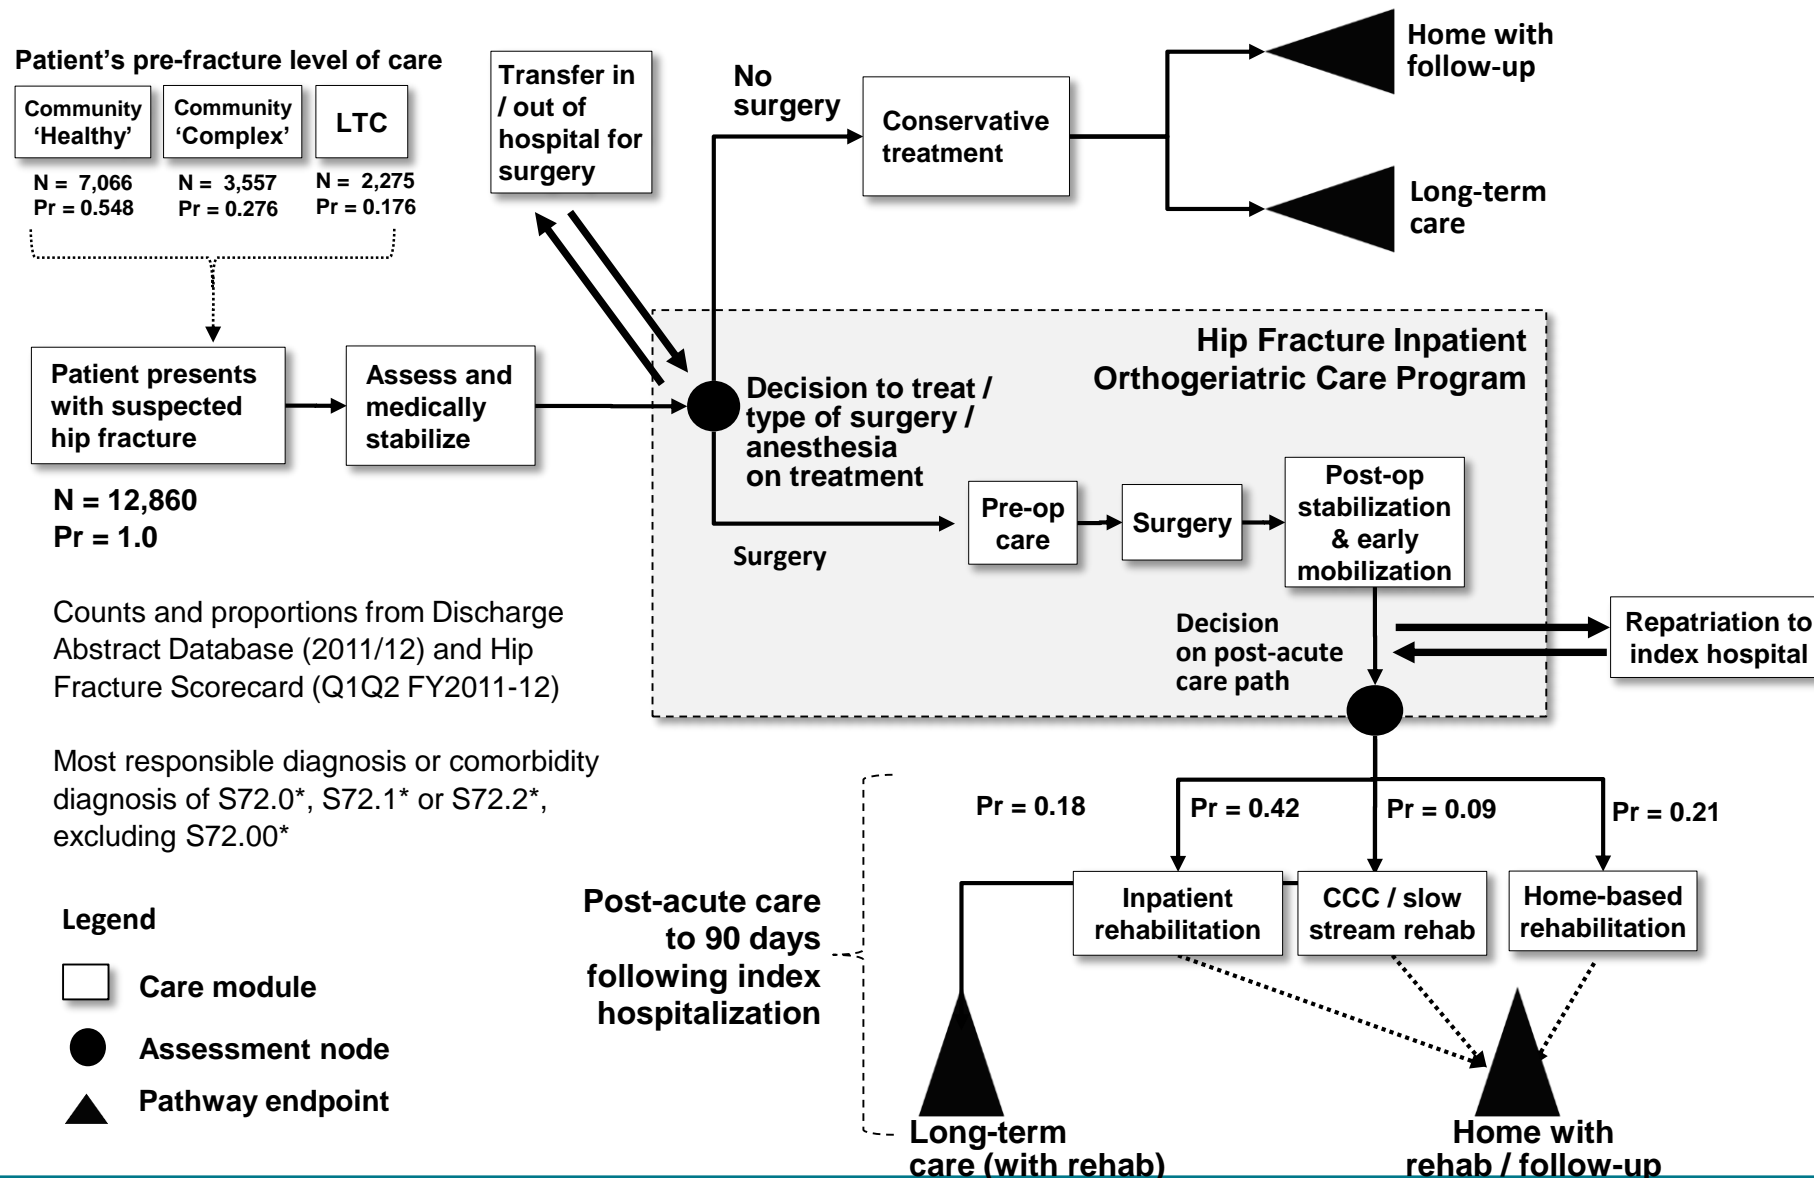 Patient’s pre-fracture level of care
Community
‘Healthy’
Community
‘Complex’
LTC
N = 7,066
Pr = 0.548
N = 3,557
Pr = 0.276
N = 2,275
Pr = 0.176
Transfer in
/ out of
hospital for
surgery
No
surgery
Conservative
treatment
Home with
follow-up
Long-term
care
Patient presents
with suspected
hip fracture
Assess and
medically
stabilize
N = 12,860
Pr = 1.0
Hip Fracture Inpatient
Orthogeriatric Care Program
Decision to treat /
type of surgery /
anesthesia
on treatment
Surgery
Pre-op
care
Surgery
Post-op
stabilization
& early
mobilization
Decision
on post-acute
care path
Repatriation to
index hospital
Counts and proportions from Discharge
Abstract Database (2011/12) and Hip
Fracture Scorecard (Q1Q2 FY2011-12)
Most responsible diagnosis or comorbidity
diagnosis of S72.0*, S72.1* or S72.2*,
excluding S72.00*
Legend
Care module
Assessment node
Pathway endpoint
Post-acute care
to 90 days
following index
hospitalization
Pr = 0.18
Pr = 0.42
Pr = 0.09
Pr = 0.21
Inpatient
rehabilitation
CCC / slow
stream rehab
Home-based
rehabilitation
Long-term
care (with rehab)
Home with
rehab / follow-up